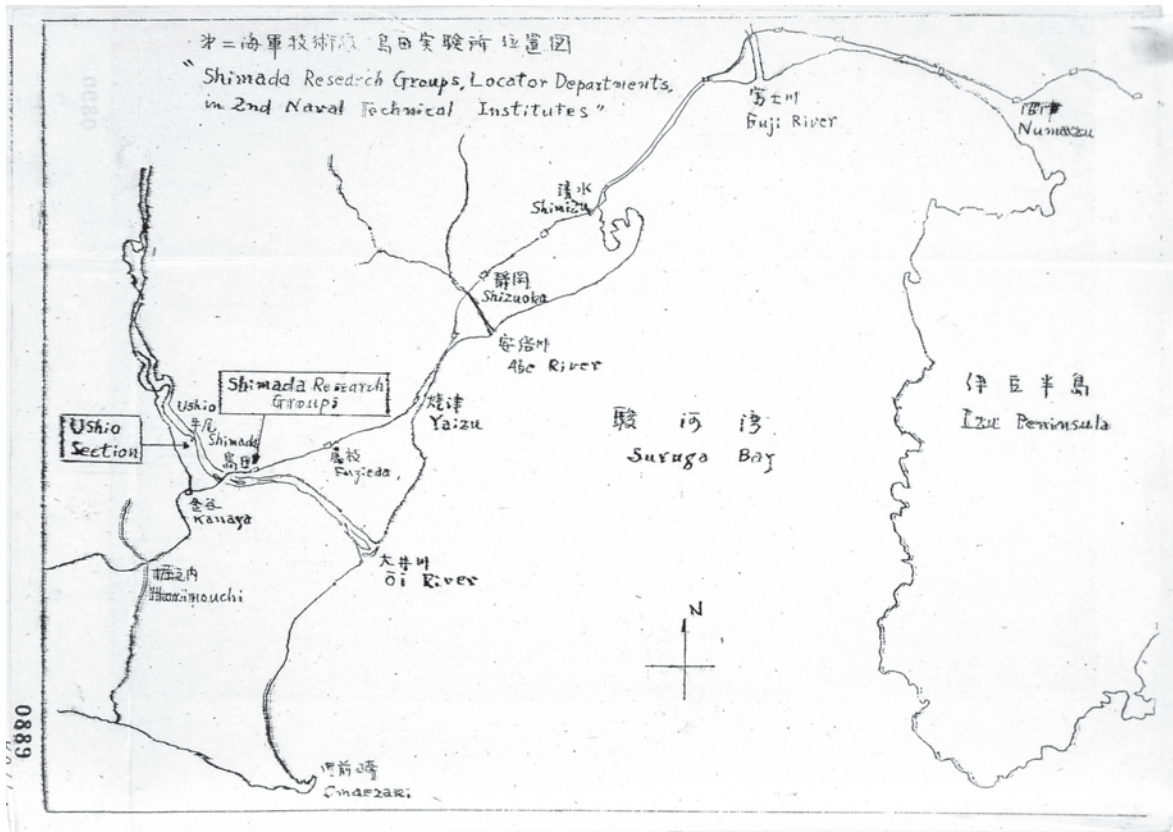 第二海軍技術廠 島田実験所位置図
"Shimada Research Groups, Locator Departments,
in 2nd Naval Technical Institutes"
富士川
Fuji River
沼津
Numazu
清水
Shimizu
静岡
Shizuoka
安倍川
Abe River
Shimada Research
Groups
焼津
Yaizu
駿河湾
Suruga Bay
伊豆半島
Izu Peninsula
Ushio
牛尾
Ushio
Section
Shimada
島田
藤枝
Fujieda
金谷
Kanaya
大井川
Ōi River
堀之内
Horinouchi
N
御前崎
Omaezaki
0889